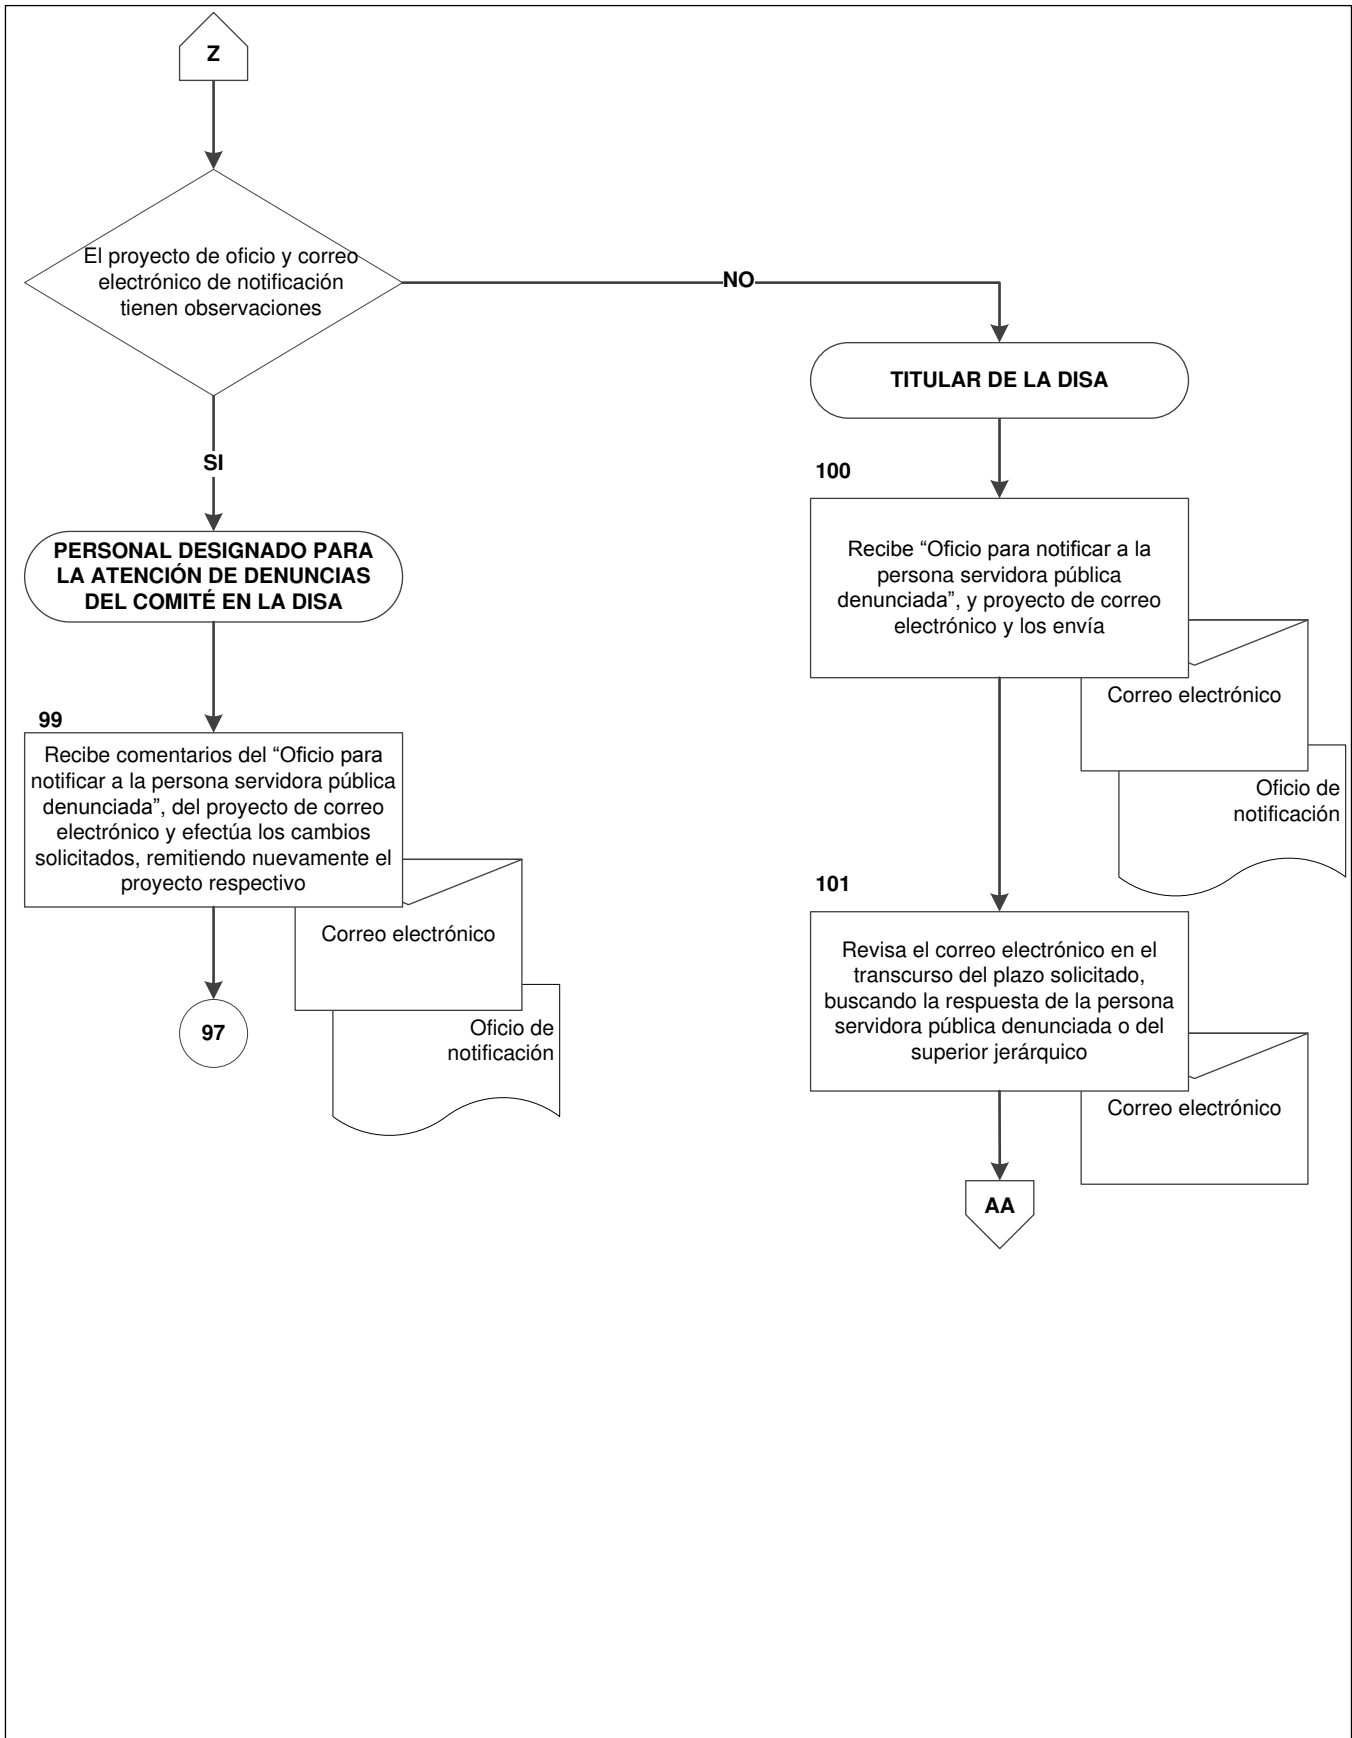 Z
El proyecto de oficio y correo
electrónico de notificación
tienen observaciones
NO
SI
PERSONAL DESIGNADO PARA
LA ATENCIÓN DE DENUNCIAS
DEL COMITÉ EN LA DISA
99
Recibe comentarios del “Oficio para
notificar a la persona servidora pública
denunciada”, del proyecto de correo
electrónico y efectúa los cambios
solicitados, remitiendo nuevamente el
proyecto respectivo
Correo electrónico
Oficio de
notificación
97
TITULAR DE LA DISA
100
Recibe “Oficio para notificar a la
persona servidora pública
denunciada”, y proyecto de correo
electrónico y los envía
Correo electrónico
Oficio de
notificación
101
Revisa el correo electrónico en el
transcurso del plazo solicitado,
buscando la respuesta de la persona
servidora pública denunciada o del
superior jerárquico
Correo electrónico
AA